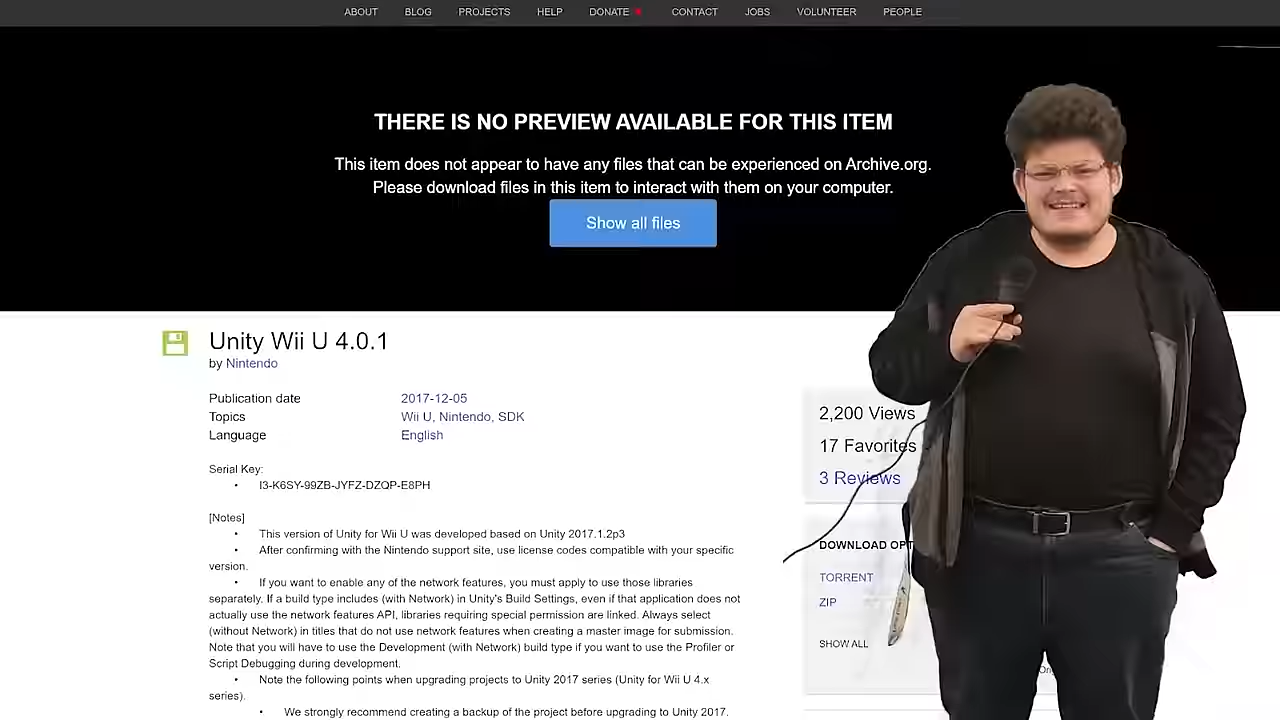 ABOUT BLOG PROJECTS HELP DONATE CONTACT JOBS VOLUNTEER PEOPLE
THERE IS NO PREVIEW AVAILABLE FOR THIS ITEM
This item does not appear to have any files that can be experienced on Archive.org.
Please download files in this item to interact with them on your computer.
Show all files
Unity Wii U 4.0.1
by Nintendo
Publication date 2017-12-05
Topics Wii U, Nintendo, SDK
Language English
Serial Key:
• I3-K6SY-99ZB-JYFZ-DZQP-E8PH
[Notes]
• This version of Unity for Wii U was developed based on Unity 2017.1.2p3
• After confirming with the Nintendo support site, use license codes compatible with your specific
version.
• If you want to enable any of the network features, you must apply to use those libraries
separately. If a build type includes (with Network) in Unity's Build Settings, even if that application does not
actually use the network features API, libraries requiring special permission are linked. Always select
(without Network) in titles that do not use network features when creating a master image for submission.
Note that you will have to use the Development (with Network) build type if you want to use the Profiler or
Script Debugging during development.
• Note the following points when upgrading projects to Unity 2017 series (Unity for Wii U 4.x
series).
• We strongly recommend creating a backup of the project before upgrading to Unity 2017.
2,200 Views
17 Favorites
3 Reviews
DOWNLOAD OPT
TORRENT
ZIP
SHOW ALL